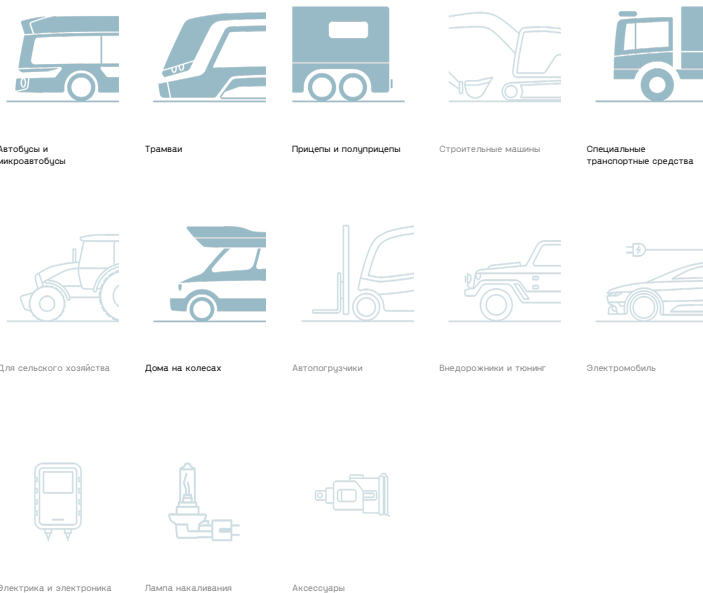 Автобусы и
микроавтобусы
Трамваи
Прицепы и полуприцепы
Строительные машины
Специальные
транспортные средства
Для сельского хозяйства
Дома на колесах
Автопогрузчики
Внедорожники и тюнинг
Электромобиль
Электрика и электроника
Лампа накаливания
Аксессуары